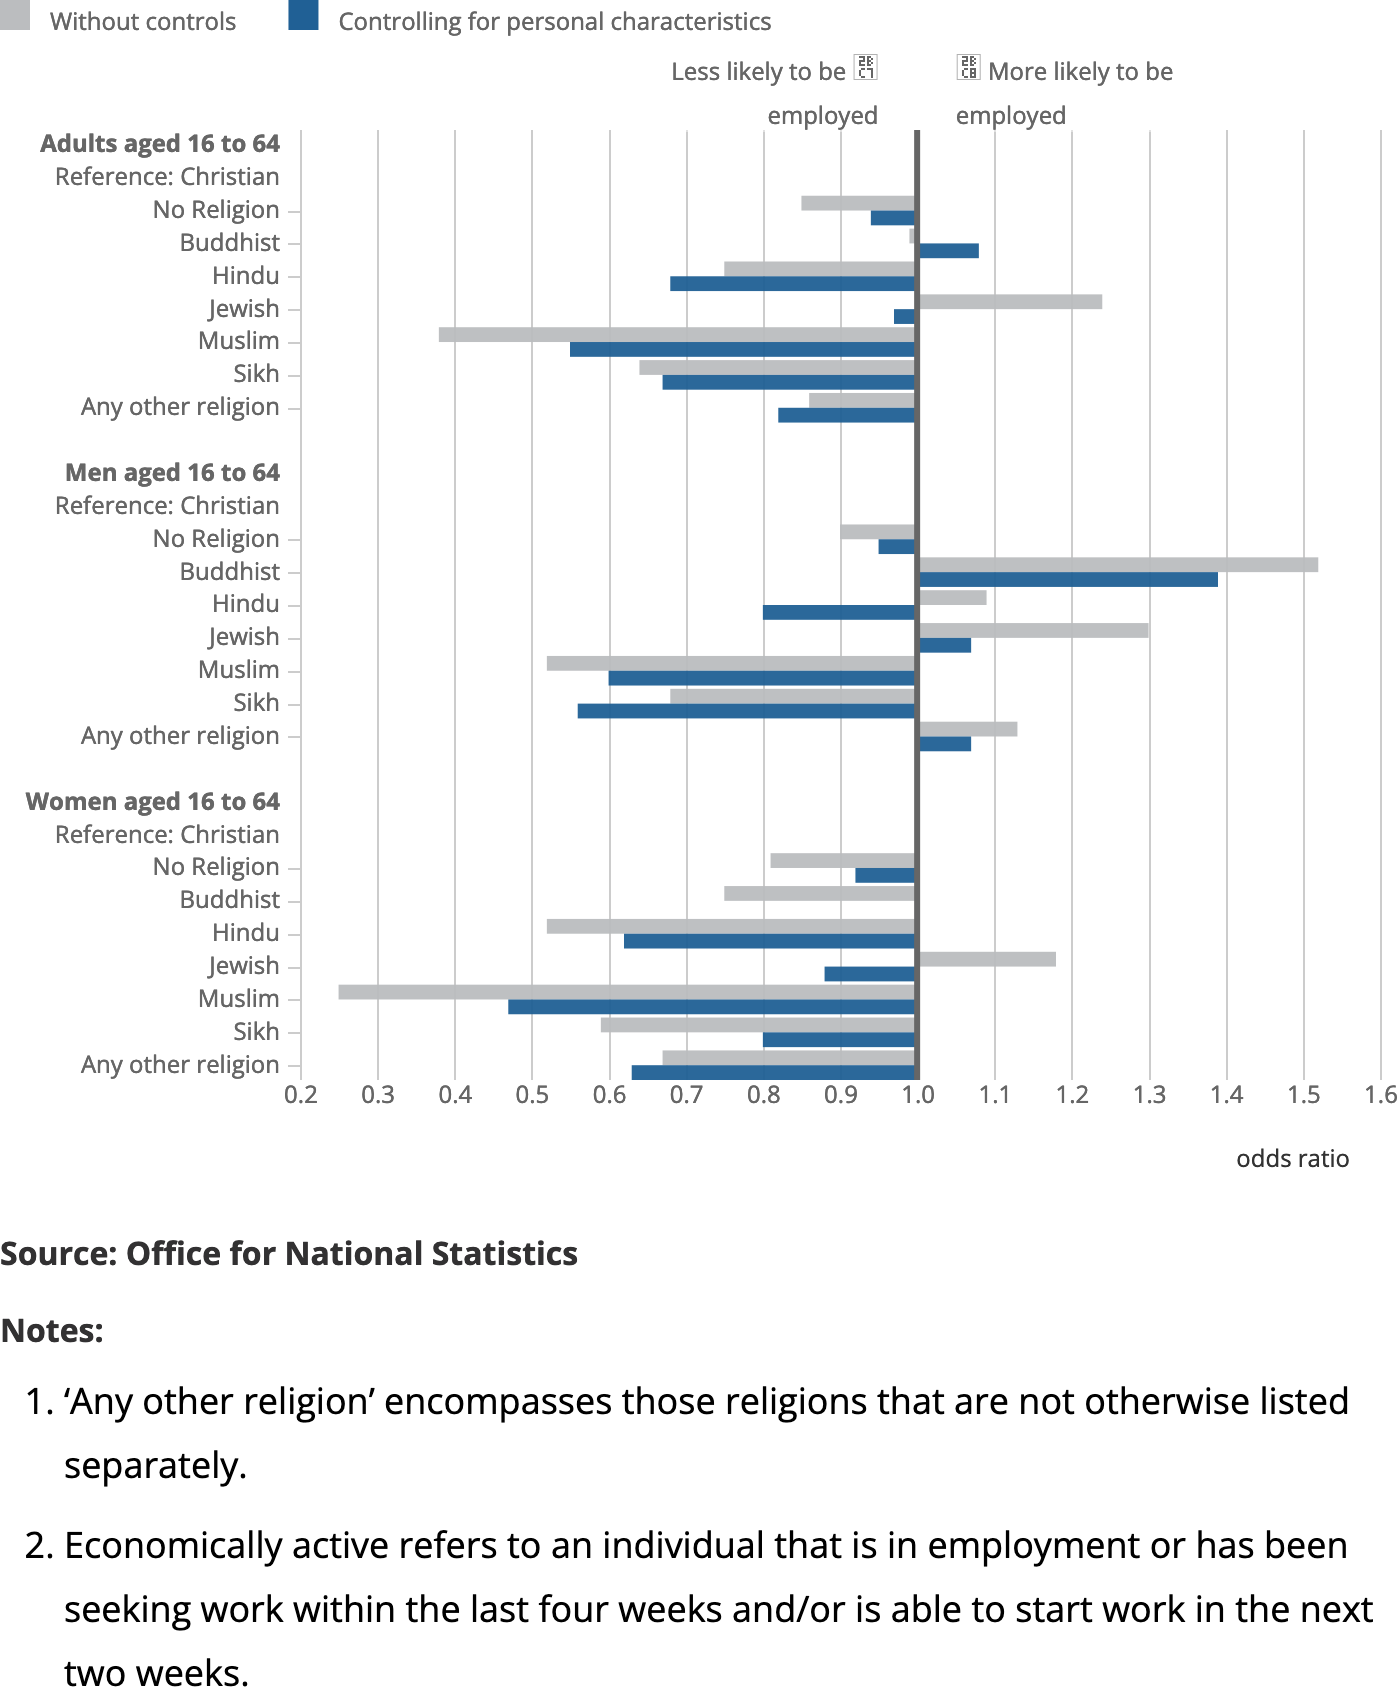 Without controls
Controlling for personal characteristics
Less likely to be
employed
More likely to be
employed
Adults aged 16 to 64
Reference: Christian
No Religion
Buddhist
Hindu
Jewish
Muslim
Sikh
Any other religion
Men aged 16 to 64
Reference: Christian
No Religion
Buddhist
Hindu
Jewish
Muslim
Sikh
Any other religion
Women aged 16 to 64
Reference: Christian
No Religion
Buddhist
Hindu
Jewish
Muslim
Sikh
Any other religion
0.2 0.3 0.4 0.5 0.6 0.7 0.8 0.9 1.0 1.1 1.2 1.3 1.4 1.5 1.6
odds ratio
Source: Office for National Statistics
Notes:
1. ‘Any other religion’ encompasses those religions that are not otherwise listed
separately.
2. Economically active refers to an individual that is in employment or has been
seeking work within the last four weeks and/or is able to start work in the next
two weeks.